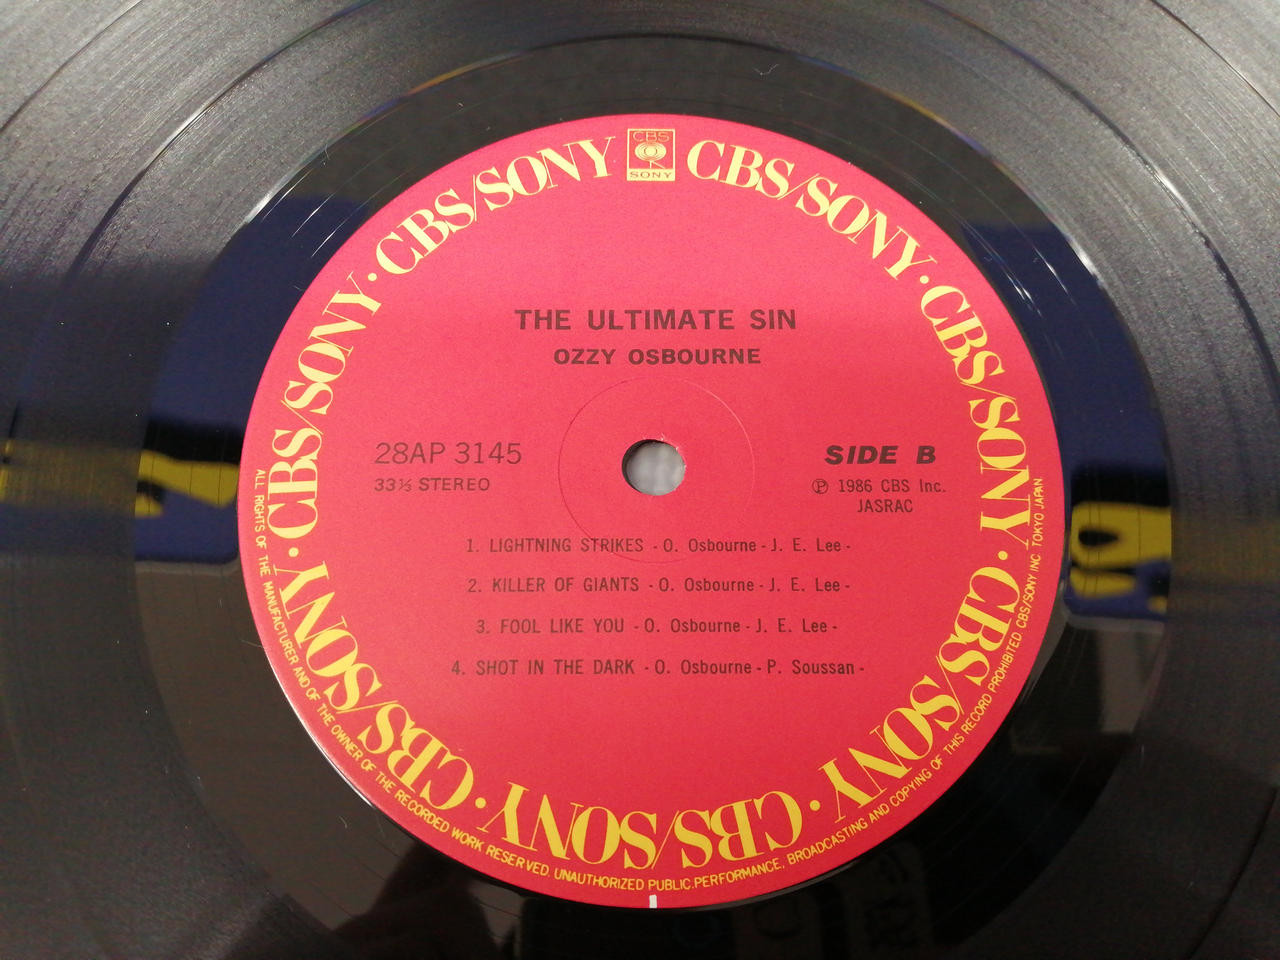 CBS
SONY
CBS/SONY · CBS/SONY · CBS/SONY · CBS/SONY · CBS/SONY · CBS/SONY · CBS/SONY · CBS/SONY
THE ULTIMATE SIN
OZZY OSBOURNE
28AP 3145
33⅓ STEREO
SIDE B
Ⓟ 1986 CBS Inc.
JASRAC
1. LIGHTNING STRIKES - O. Osbourne - J. E. Lee -
2. KILLER OF GIANTS - O. Osbourne - J. E. Lee -
3. FOOL LIKE YOU - O. Osbourne - J. E. Lee -
4. SHOT IN THE DARK - O. Osbourne - P. Soussan -
ALL RIGHTS OF THE MANUFACTURER AND OF THE OWNER OF THE RECORDED WORK RESERVED. UNAUTHORIZED PUBLIC.PERFORMANCE. BROADCASTING AND COPYING OF THIS RECORD PROHIBITED CBS/SONY INC TOKYO JAPAN